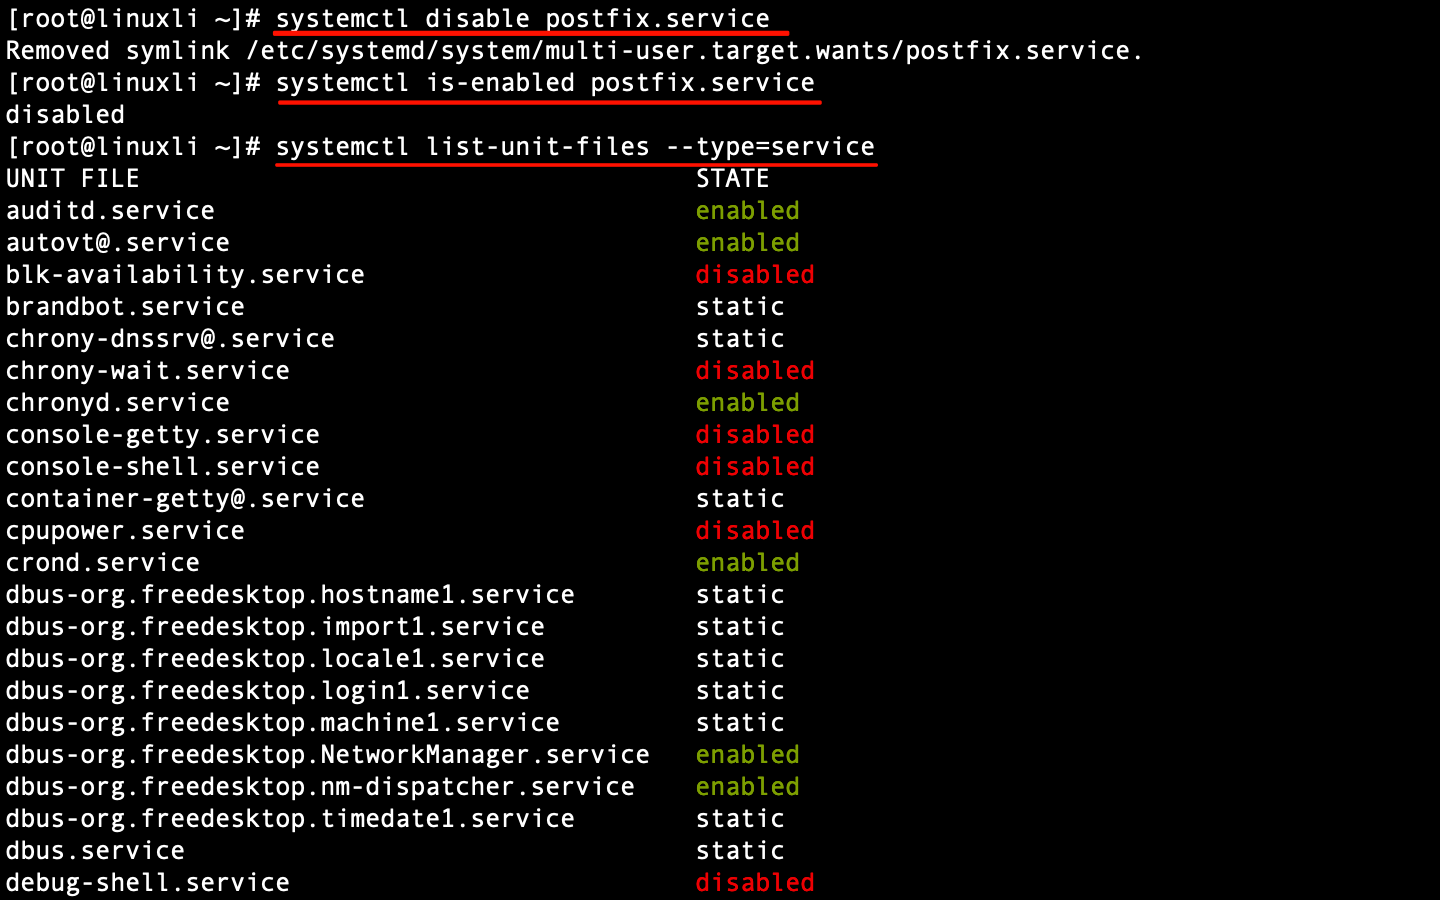 [root@linuxli ~]# systemctl disable postfix.service
Removed symlink /etc/systemd/system/multi-user.target.wants/postfix.service.
[root@linuxli ~]# systemctl is-enabled postfix.service
disabled
[root@linuxli ~]# systemctl list-unit-files --type=service
UNIT FILE STATE
auditd.service enabled
autovt@.service enabled
blk-availability.service disabled
brandbot.service static
chrony-dnssrv@.service static
chrony-wait.service disabled
chronyd.service enabled
console-getty.service disabled
console-shell.service disabled
container-getty@.service static
cpupower.service disabled
crond.service enabled
dbus-org.freedesktop.hostname1.service static
dbus-org.freedesktop.import1.service static
dbus-org.freedesktop.locale1.service static
dbus-org.freedesktop.login1.service static
dbus-org.freedesktop.machine1.service static
dbus-org.freedesktop.NetworkManager.service enabled
dbus-org.freedesktop.nm-dispatcher.service enabled
dbus-org.freedesktop.timedate1.service static
dbus.service static
debug-shell.service disabled